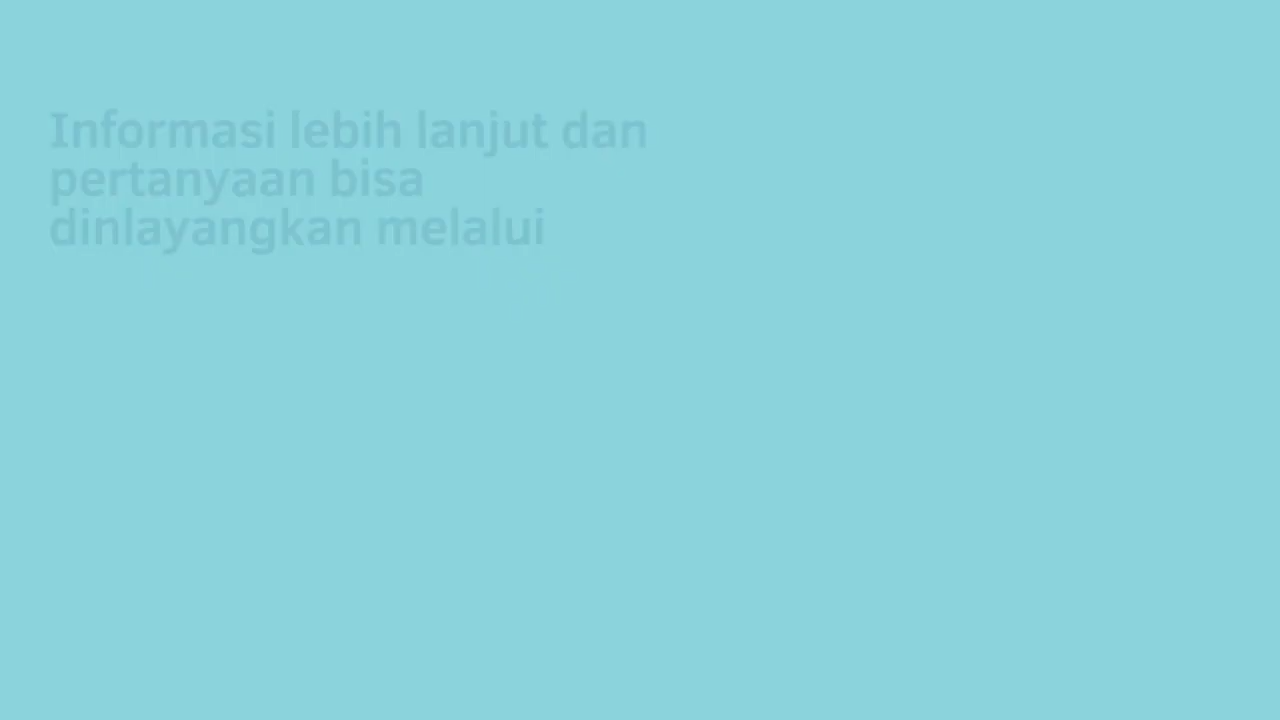 Informasi lebih lanjut dan
pertanyaan bisa
dinlayangkan melalui